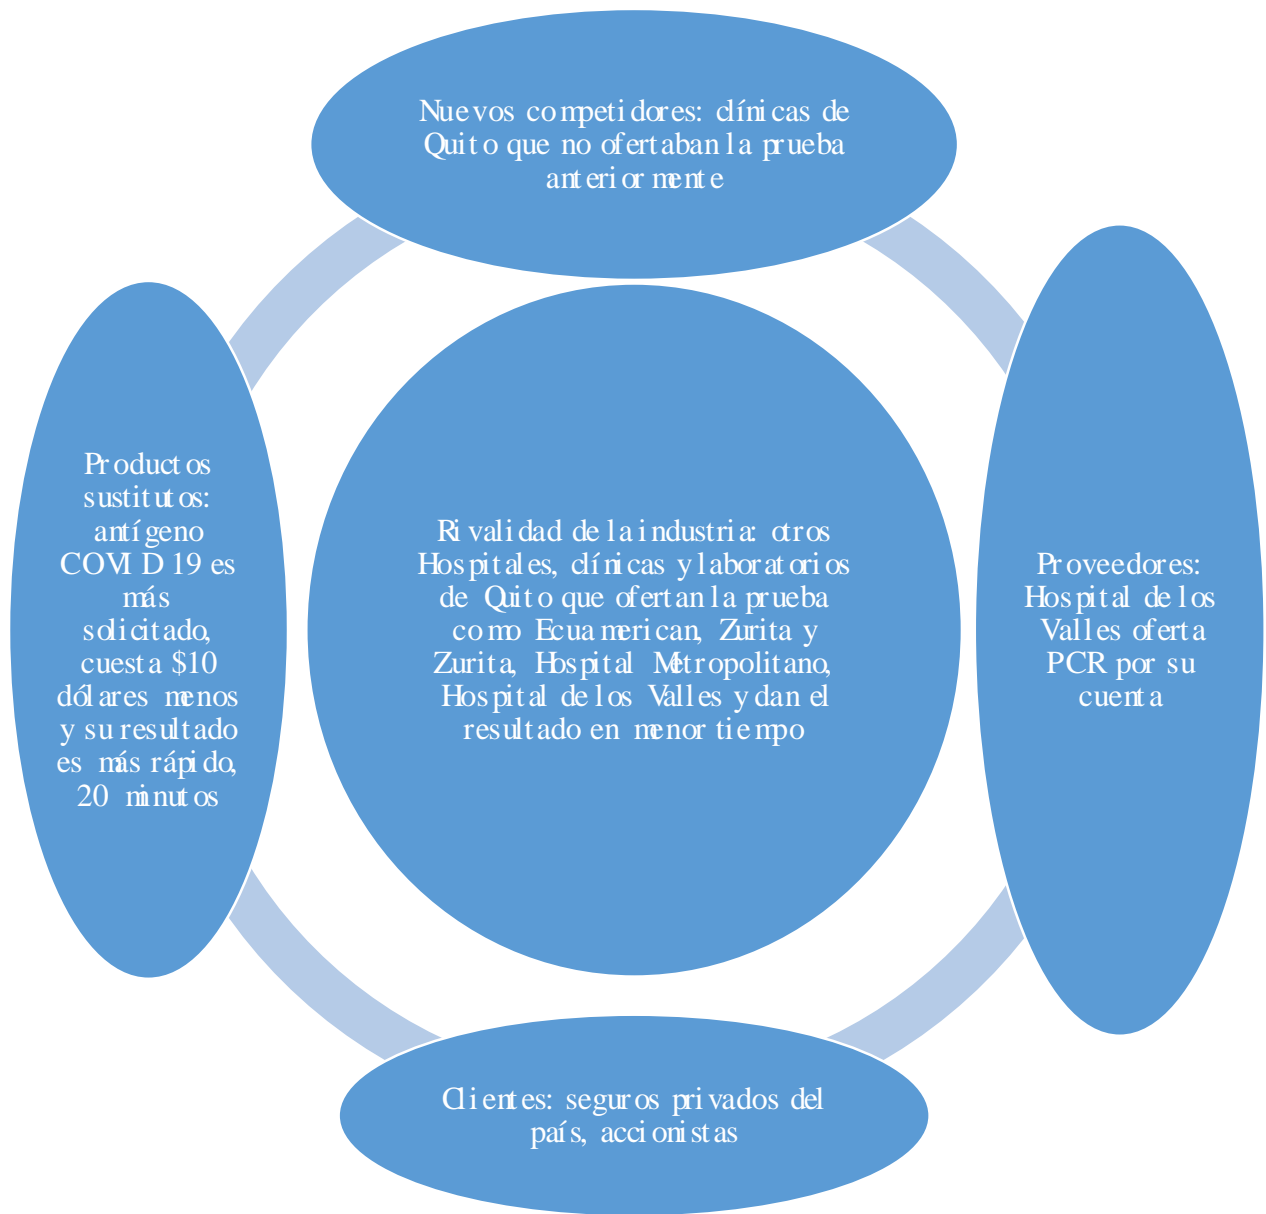 Nuevos competidores: clínicas de
Quito que no ofertaban la prueba
anteriormente
Productos
sustitutos:
antígeno
COVID 19 es
más
solicitado,
cuesta $10
dólares menos
y su resultado
es más rápido,
20 minutos
Rivalidad de la industria: otros
Hospitales, clínicas y laboratorios
de Quito que ofertan la prueba
como Ecuamerican, Zurita y
Zurita, Hospital Metropolitano,
Hospital de los Valles y dan el
resultado en menor tiempo
Proveedores:
Hospital de los
Valles oferta
PCR por su
cuenta
Clientes: seguros privados del
país, accionistas